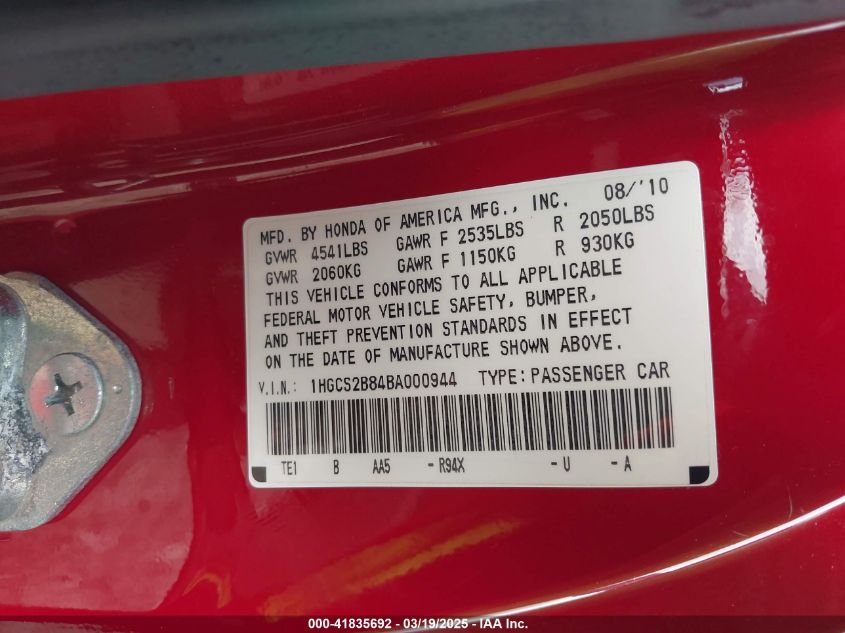 MFD. BY HONDA OF AMERICA MFG., INC. 08/'10
GVWR 4541LBS GAWR F 2535LBS R 2050LBS
GVWR 2060KG GAWR F 1150KG R 930KG
THIS VEHICLE CONFORMS TO ALL APPLICABLE
FEDERAL MOTOR VEHICLE SAFETY, BUMPER,
AND THEFT PREVENTION STANDARDS IN EFFECT
ON THE DATE OF MANUFACTURE SHOWN ABOVE.
V.I.N.: 1HGCS2B84BA000944 TYPE:PASSENGER CAR
TE1 B AA5 -R94X -U -A
000-41835692 - 03/19/2025 - IAA Inc.